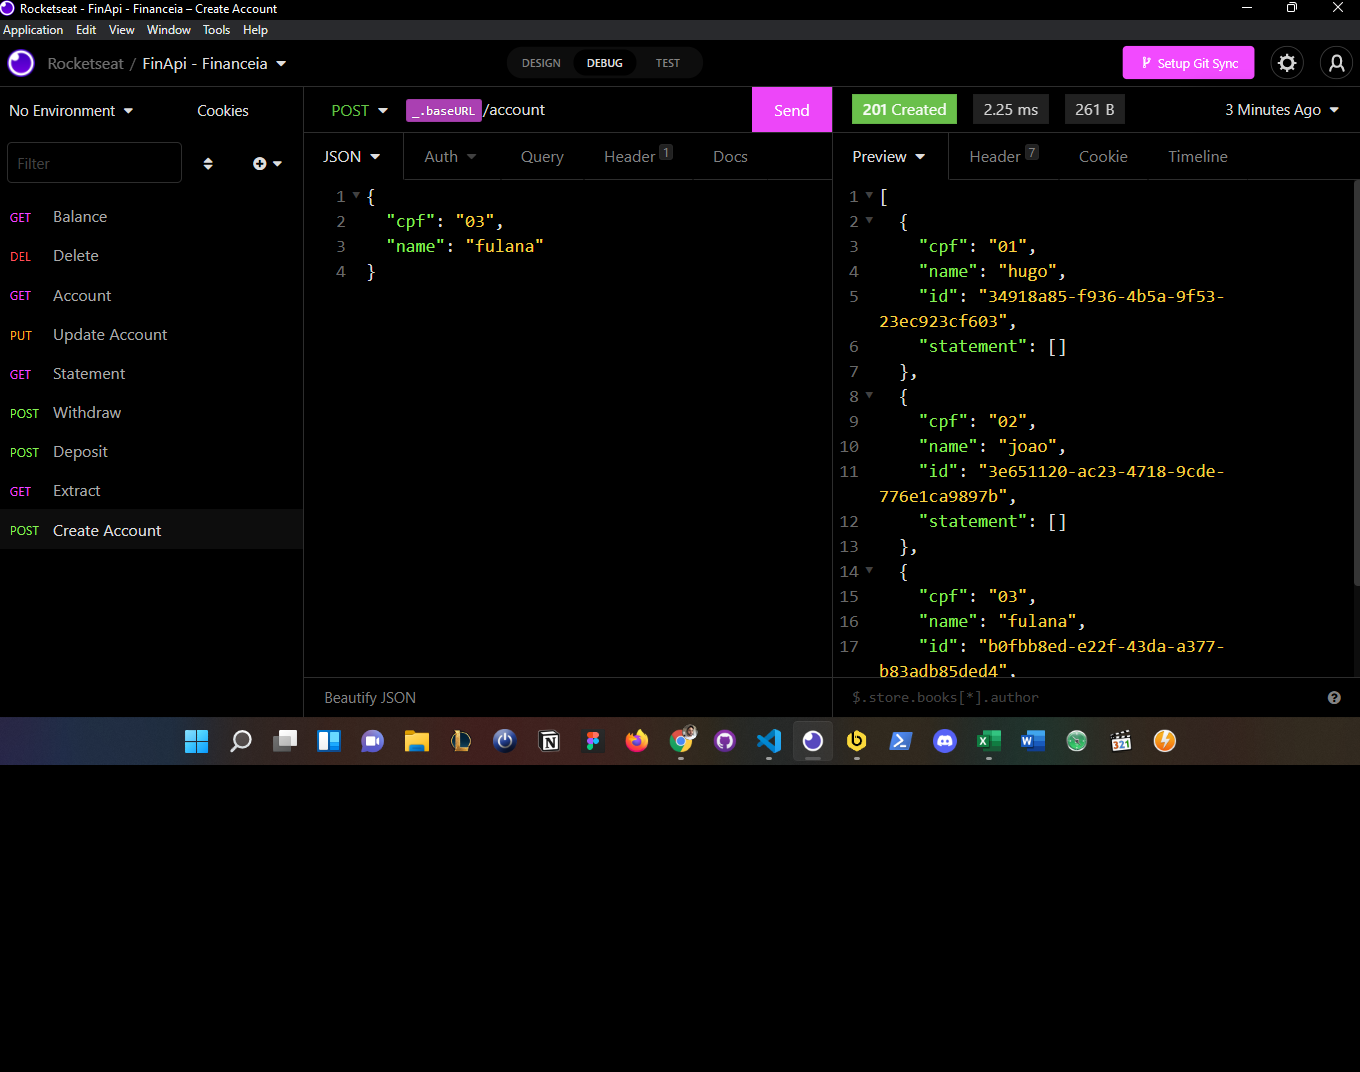 Rocketseat - FinApi - Financeia – Create Account
Application Edit View Window Tools Help
Rocketseat / FinApi - Financeia
DESIGN DEBUG TEST
Setup Git Sync
No Environment Cookies
POST _.baseURL /account Send
201 Created 2.25 ms 261 B 3 Minutes Ago
Filter
GET Balance
DEL Delete
GET Account
PUT Update Account
GET Statement
POST Withdraw
POST Deposit
GET Extract
POST Create Account
JSON Auth Query Header 1 Docs
1 {
2 "cpf": "03",
3 "name": "fulana"
4 }
Beautify JSON
Preview Header 7 Cookie Timeline
1 [
2 {
3 "cpf": "01",
4 "name": "hugo",
5 "id": "34918a85-f936-4b5a-9f53-
23ec923cf603",
6 "statement": []
7 },
8 {
9 "cpf": "02",
10 "name": "joao",
11 "id": "3e651120-ac23-4718-9cde-
776e1ca9897b",
12 "statement": []
13 },
14 {
15 "cpf": "03",
16 "name": "fulana",
17 "id": "b0fbb8ed-e22f-43da-a377-
b83adb85ded4",
$.store.books[*].author
321